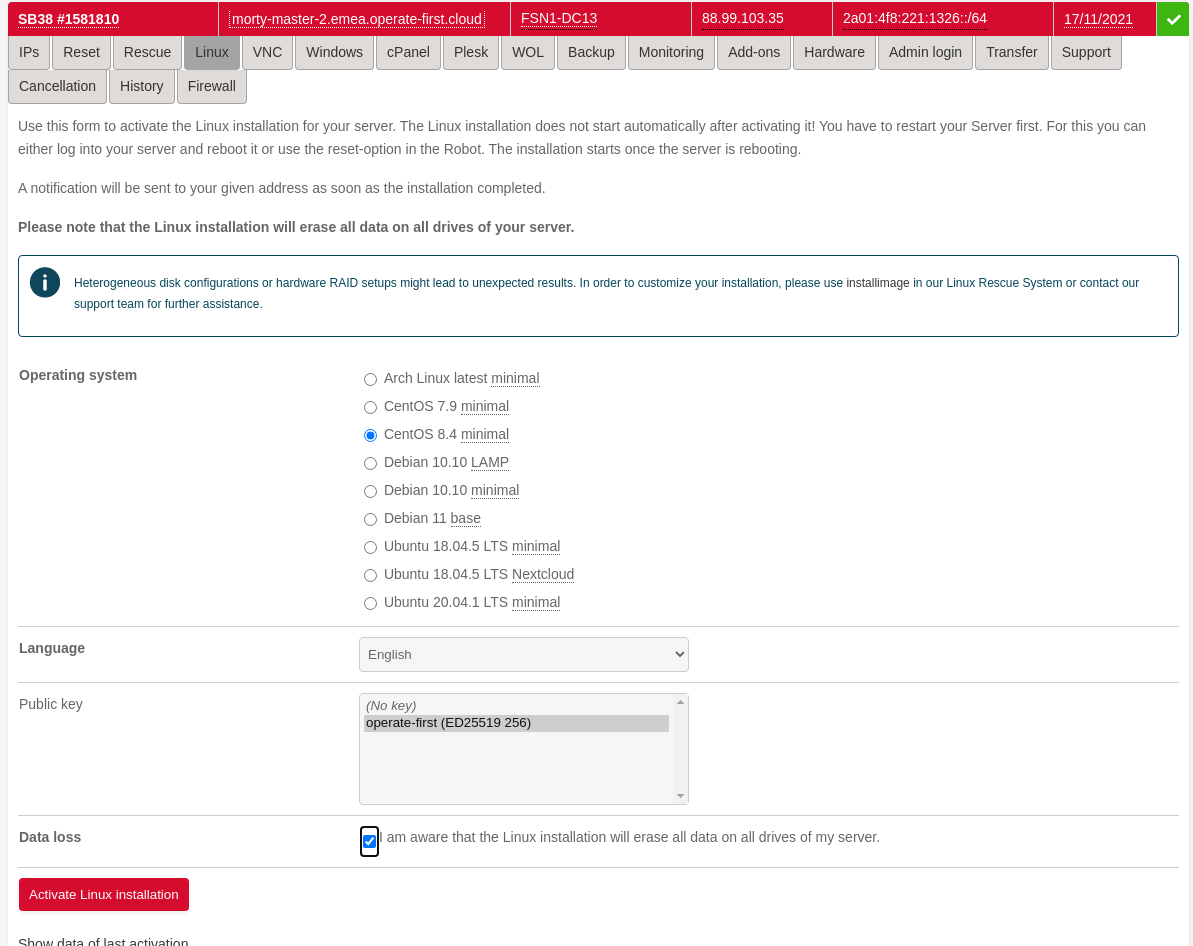 SB38 #1581810 morty-master-2.emea.operate-first.cloud FSN1-DC13 88.99.103.35 2a01:4f8:221:1326::/64 17/11/2021
IPs Reset Rescue Linux VNC Windows cPanel Plesk WOL Backup Monitoring Add-ons Hardware Admin login Transfer Support
Cancellation History Firewall
Use this form to activate the Linux installation for your server. The Linux installation does not start automatically after activating it! You have to restart your Server first. For this you can
either log into your server and reboot it or use the reset-option in the Robot. The installation starts once the server is rebooting.
A notification will be sent to your given address as soon as the installation completed.
Please note that the Linux installation will erase all data on all drives of your server.
Heterogeneous disk configurations or hardware RAID setups might lead to unexpected results. In order to customize your installation, please use installimage in our Linux Rescue System or contact our
support team for further assistance.
Operating system
Arch Linux latest minimal
CentOS 7.9 minimal
CentOS 8.4 minimal
Debian 10.10 LAMP
Debian 10.10 minimal
Debian 11 base
Ubuntu 18.04.5 LTS minimal
Ubuntu 18.04.5 LTS Nextcloud
Ubuntu 20.04.1 LTS minimal
Language English
Public key (No key)
operate-first (ED25519 256)
Data loss I am aware that the Linux installation will erase all data on all drives of my server.
Activate Linux installation
Show data of last activation